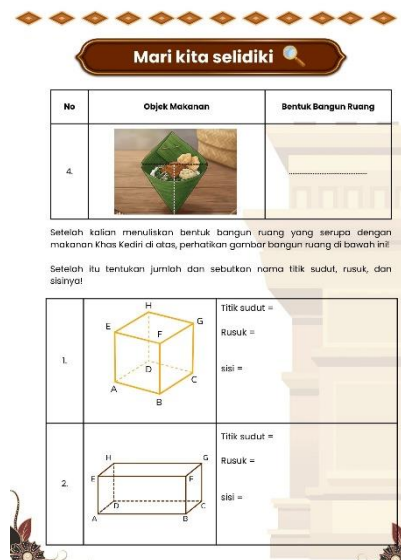 Mari kita selidiki
No
Objek Makanan
Bentuk Bangun Ruang
4.
Setelah kalian menuliskan bentuk bangun ruang yang serupa dengan
makanan Khas Kediri di atas, perhatikan gambar bangun ruang di bawah ini!
Setelah itu tentukan jumlah dan sebutkan nama titik sudut, rusuk, dan
sisinya!
1.
H
E
G
F
D
A
C
B
Titik sudut =
Rusuk =
sisi =
2.
H
G
E
F
D
C
A
B
Titik sudut =
Rusuk =
sisi =